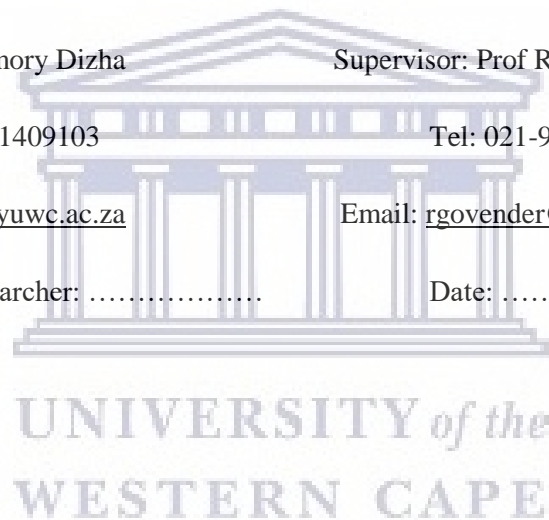 Dizha Supervisor: Prof
1409103 Tel: 021-9
yuwc.ac.za Email: rgovender
archer: ……………… Date: ……
UNIVERSITY of the
WESTERN CAPE